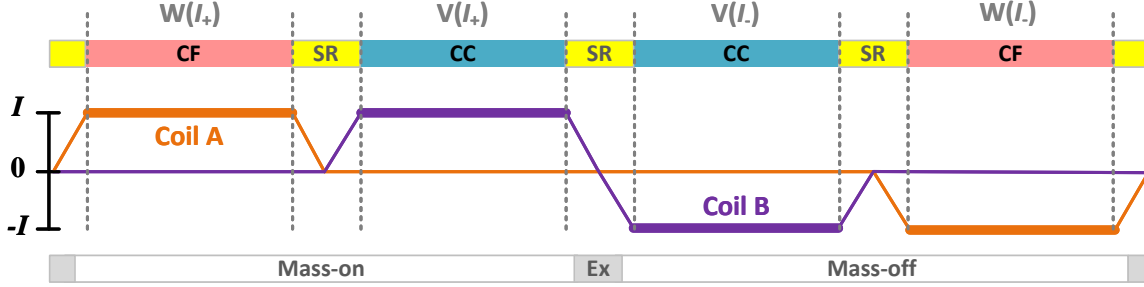 W(I₊) V(I₊) V(I₋) W(I₋)
CF SR CC SR CC SR CF
I
Coil A
0
Coil B
-I
Mass-on Ex Mass-off